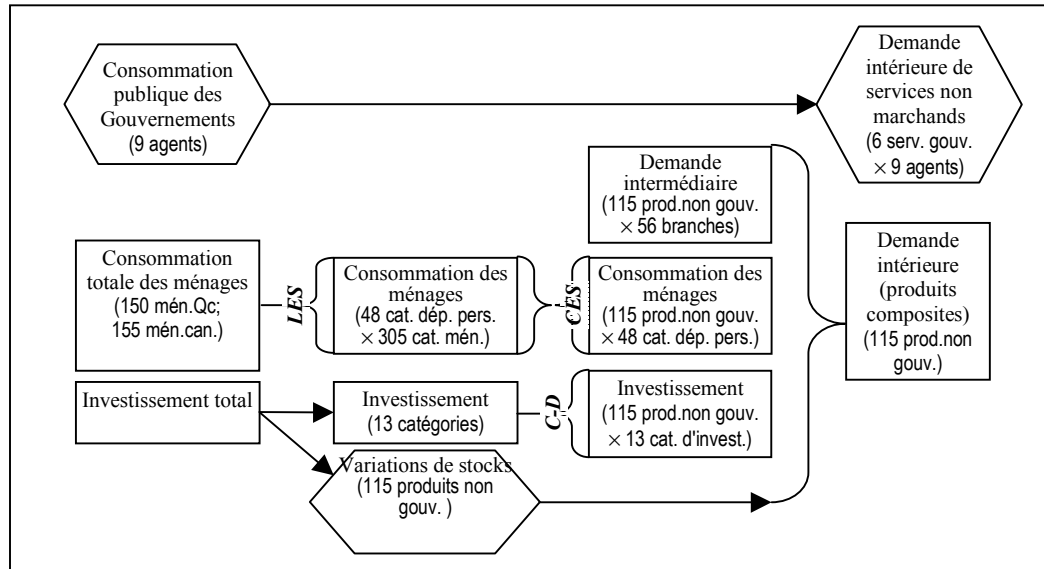 Consommation
publique des
Gouvernements
(9 agents)
Demande
intérieure de
services non
marchands
(6 serv. gouv.
× 9 agents)
Demande
intermédiaire
(115 prod.non gouv.
× 56 branches)
Consommation
totale des ménages
(150 mén.Qc;
155 mén.can.)
LES
Consommation des
ménages
(48 cat. dép. pers.
× 305 cat. mén.)
CES
Consommation des
ménages
(115 prod.non gouv.
× 48 cat. dép. pers.)
Demande
intérieure
(produits
composites)
(115 prod.non
gouv.)
Investissement total
Investissement
(13 catégories)
C-D
Investissement
(115 prod.non gouv.
× 13 cat. d'invest.)
Variations de stocks
(115 produits non
gouv. )